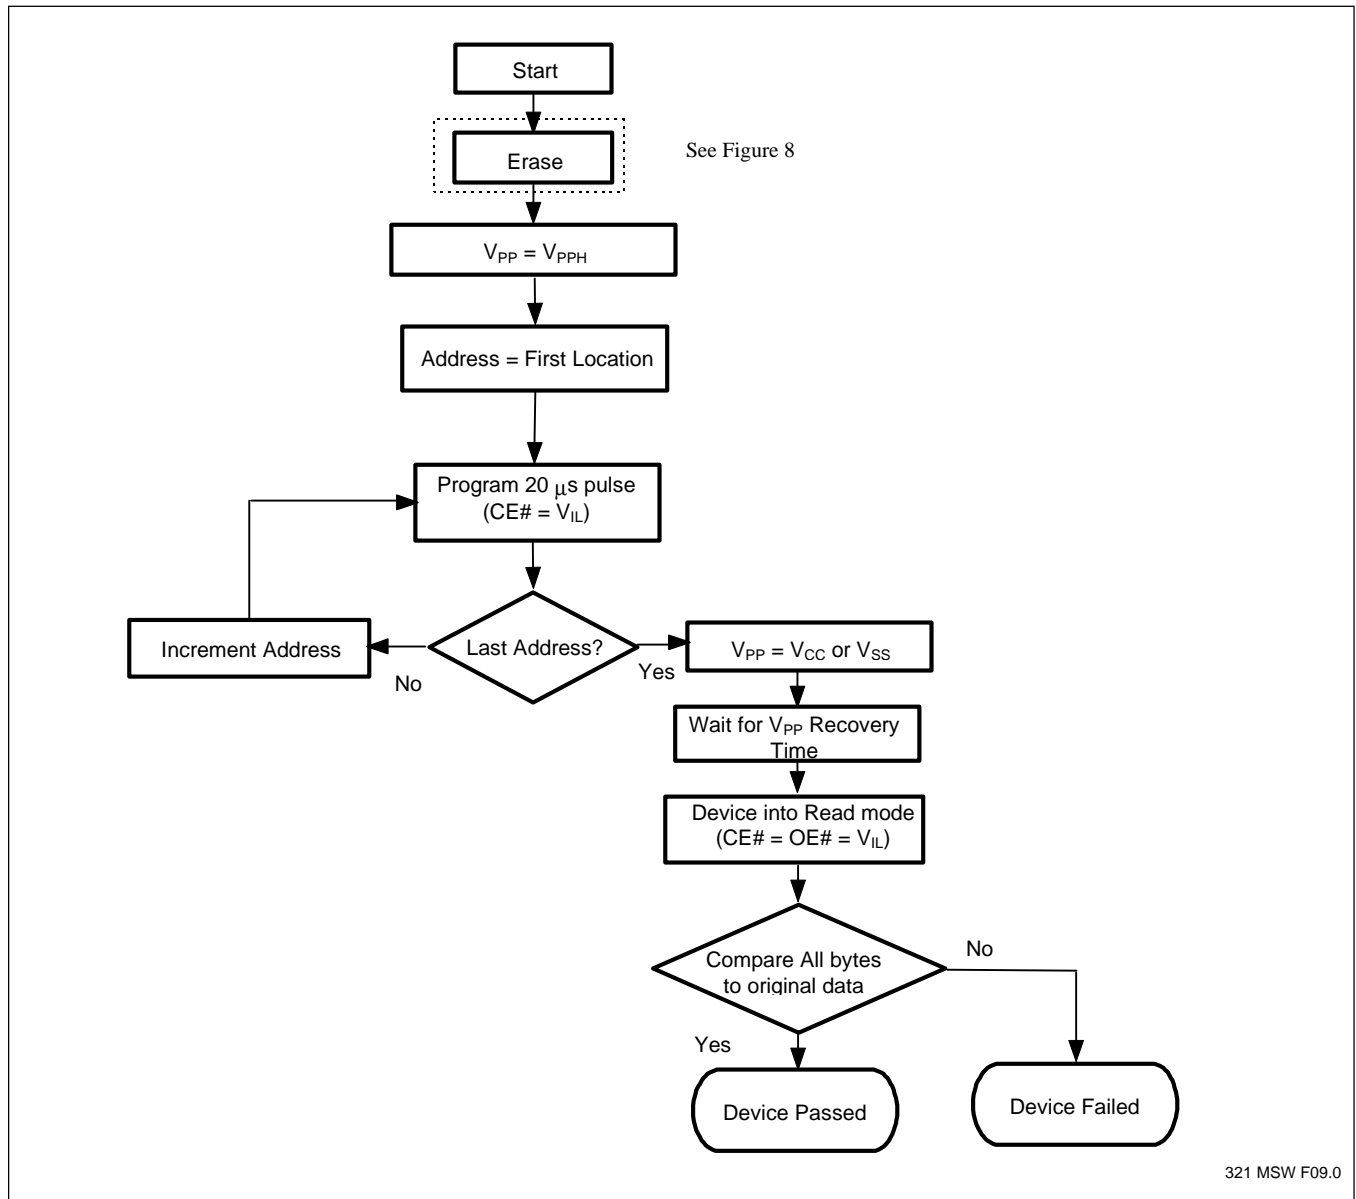 Start
Erase
See Figure 8
VPP = VPPH
Address = First Location
Program 20 μs pulse
(CE# = VIL)
Increment Address
Last Address?
No
Yes
VPP = VCC or VSS
Wait for VPP Recovery
Time
Device into Read mode
(CE# = OE# = VIL)
Compare All bytes
to original data
No
Yes
Device Passed
Device Failed
321 MSW F09.0